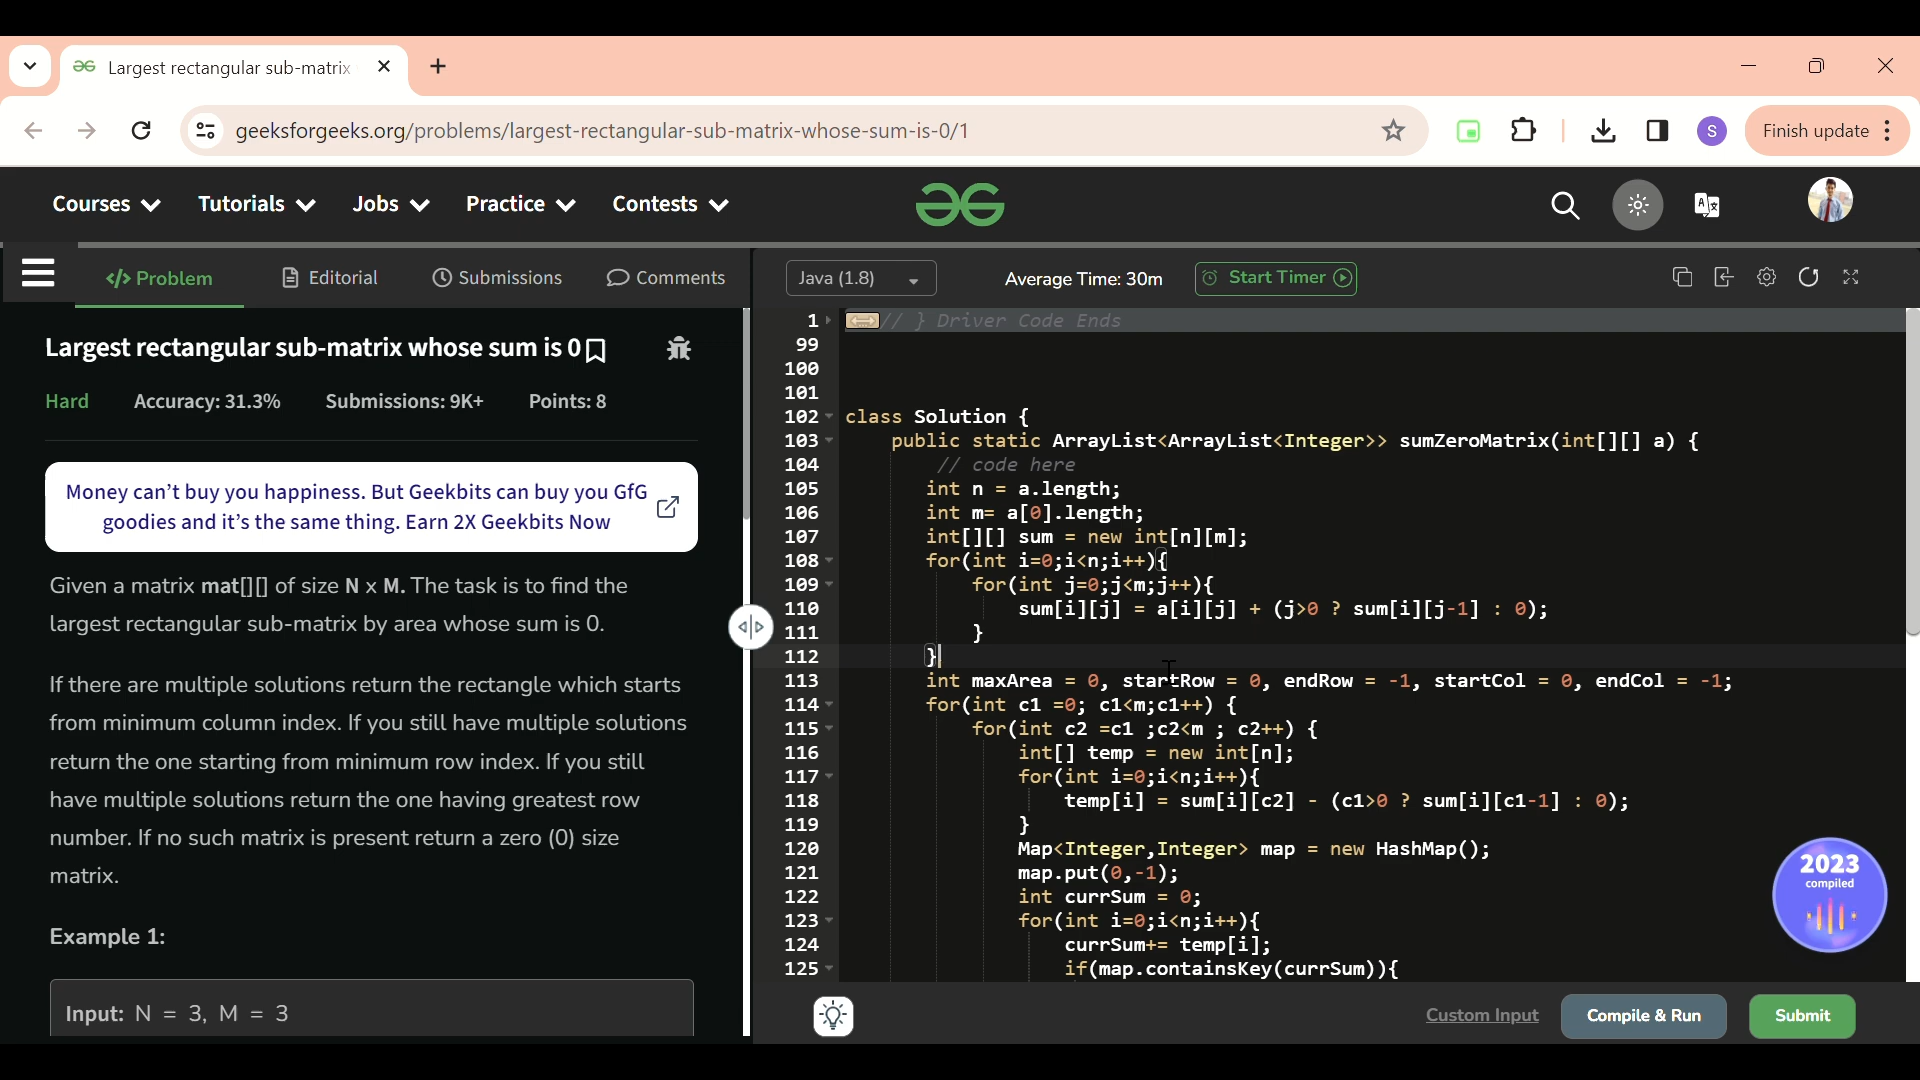 Largest rectangular sub-matrix
geeksforgeeks.org/problems/largest-rectangular-sub-matrix-whose-sum-is-0/1
S
Finish update
Courses
Tutorials
Jobs
Practice
Contests
Problem
Editorial
Submissions
Comments
Java (1.8)
Average Time: 30m
Start Timer
Largest rectangular sub-matrix whose sum is 0
Hard
Accuracy: 31.3%
Submissions: 9K+
Points: 8
Money can't buy you happiness. But Geekbits can buy you GfG
goodies and it's the same thing. Earn 2X Geekbits Now
Given a matrix mat[][] of size N x M. The task is to find the
largest rectangular sub-matrix by area whose sum is 0.
If there are multiple solutions return the rectangle which starts
from minimum column index. If you still have multiple solutions
return the one starting from minimum row index. If you still
have multiple solutions return the one having greatest row
number. If no such matrix is present return a zero (0) size
matrix.
Example 1:
Input: N = 3, M = 3
1 // } Driver Code Ends
99
100
101
102 class Solution {
103 public static ArrayList<ArrayList<Integer>> sumZeroMatrix(int[][] a) {
104 // code here
105 int n = a.length;
106 int m= a[0].length;
107 int[][] sum = new int[n][m];
108 for(int i=0;i<n;i++){
109 for(int j=0;j<m;j++){
110 sum[i][j] = a[i][j] + (j>0 ? sum[i][j-1] : 0);
111 }
112 }
113 int maxArea = 0, startRow = 0, endRow = -1, startCol = 0, endCol = -1;
114 for(int c1 =0; c1<m;c1++) {
115 for(int c2 =c1 ;c2<m ; c2++) {
116 int[] temp = new int[n];
117 for(int i=0;i<n;i++){
118 temp[i] = sum[i][c2] - (c1>0 ? sum[i][c1-1] : 0);
119 }
120 Map<Integer,Integer> map = new HashMap();
121 map.put(0,-1);
122 int currSum = 0;
123 for(int i=0;i<n;i++){
124 currSum+= temp[i];
125 if(map.containsKey(currSum)){
2023
compiled
Custom Input
Compile & Run
Submit